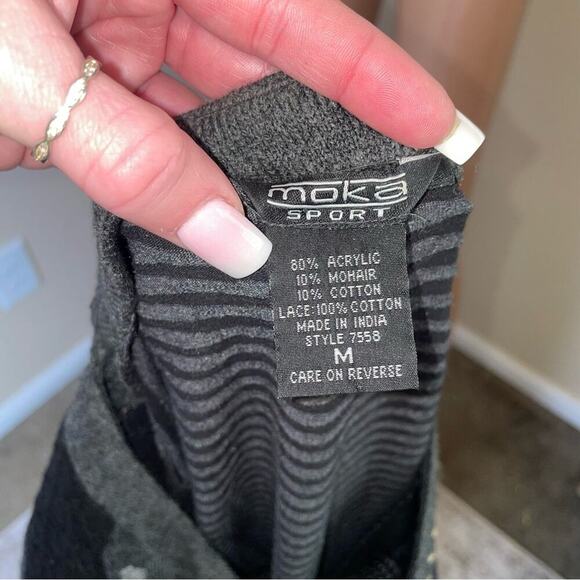 moka
SPORT
80% ACRYLIC
10% MOHAIR
10% COTTON
LACE:100% COTTON
MADE IN INDIA
STYLE 7558
M
CARE ON REVERSE